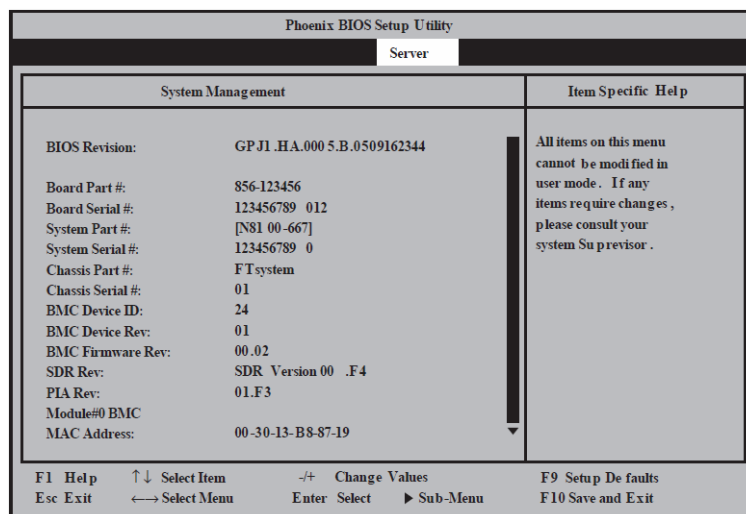 Phoenix BIOS Setup Utility
Server
System Management
Item Specific Help
BIOS Revision: GPJ1.HA.0005.B.0509162344
Board Part #: 856-123456
Board Serial #: 123456789 012
System Part #: [N8100-667]
System Serial #: 123456789 0
Chassis Part #: FTsystem
Chassis Serial #: 01
BMC Device ID: 24
BMC Device Rev: 01
BMC Firmware Rev: 00.02
SDR Rev: SDR Version 00 .F4
PIA Rev: 01.F3
Module#0 BMC
MAC Address: 00-30-13-B8-87-19
All items on this menu
cannot be modified in
user mode. If any
items require changes,
please consult your
system Suprevisor.
F1 Help ↑↓ Select Item -/+ Change Values F9 Setup Defaults
Esc Exit ←→ Select Menu Enter Select ▶ Sub-Menu F10 Save and Exit